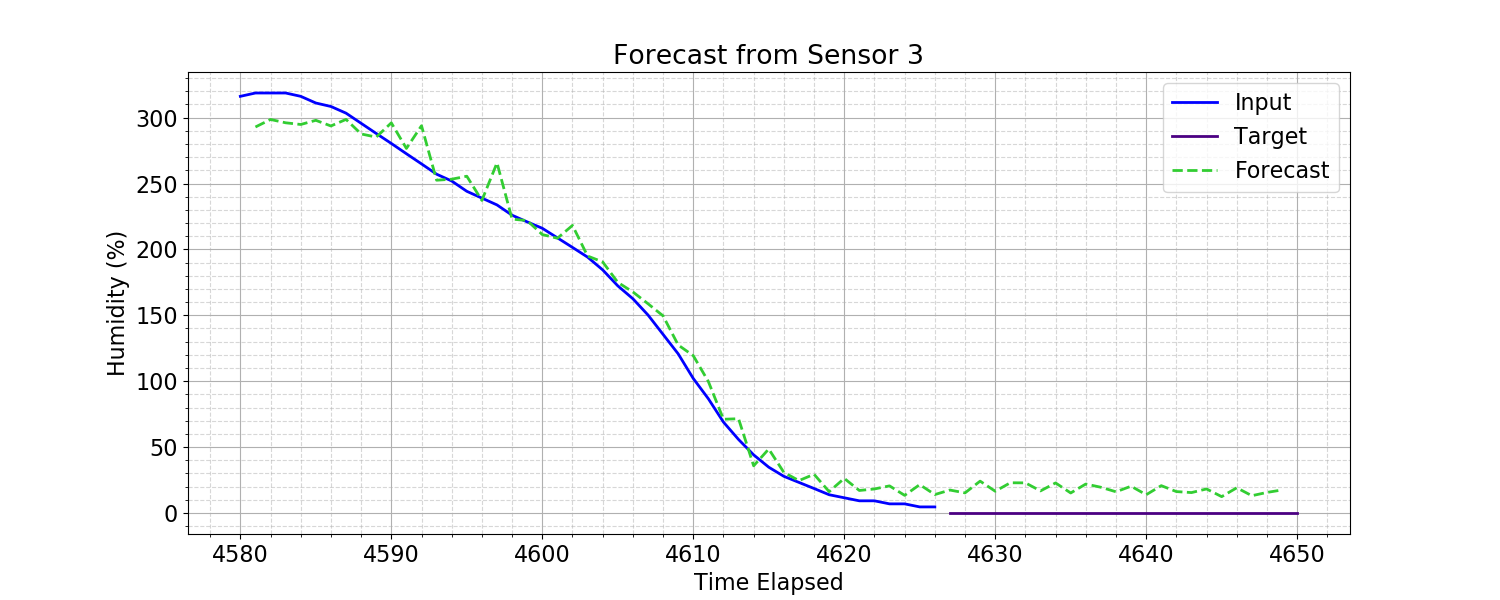 Forecast from Sensor 3
Humidity (%)
300
250
200
150
100
50
0
Input
Target
Forecast
4580 4590 4600 4610 4620 4630 4640 4650
Time Elapsed